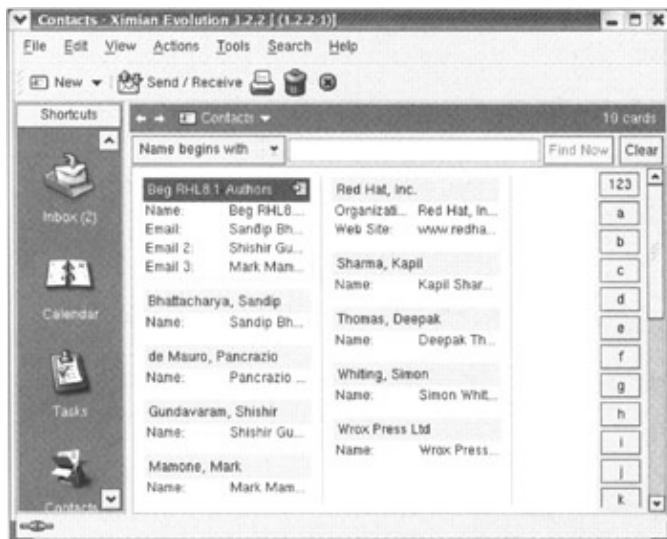 Contacts - Ximian Evolution 1.2.2 [ (1.2.2-1)]
File Edit View Actions Tools Search Help
New Send / Receive
Shortcuts
Contacts 10 cards
Name begins with Find Now Clear
Inbox (2)
Calendar
Tasks
Contacts
Beg RHL8.1 Authors
Name: Beg RHL8...
Email: Sandip Bh...
Email 2: Shishir Gu...
Email 3: Mark Mam...
Bhattacharya, Sandip
Name: Sandip Bh...
de Mauro, Pancrazio
Name: Pancrazio ...
Gundavaram, Shishir
Name: Shishir Gu...
Mamone, Mark
Name: Mark Mam...
Red Hat, Inc.
Organizati... Red Hat, In...
Web Site: www.redha...
Sharma, Kapil
Name: Kapil Shar...
Thomas, Deepak
Name: Deepak Th...
Whiting, Simon
Name: Simon Whit...
Wrox Press Ltd
Name: Wrox Press...
123
a
b
c
d
e
f
g
h
i
j
k